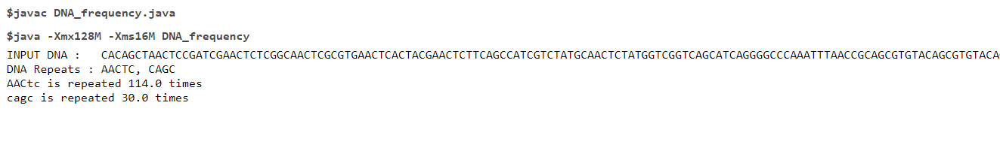 $javac DNA_frequency.java
$java -Xmx128M -Xms16M DNA_frequency
INPUT DNA :   CACAGCTAACTCCGATCGAACTCTCGGCAACTCGCGTGAACTCACTACGAACTCTTCAGCCATCGTCTATGCAACTCTATGGTCGGTCAGCATCAGGGGCCCAAATTTAACCGCAGCGTGTACAGCGTGTACA
DNA Repeats : AACTC, CAGC
AACtc is repeated 114.0 times
cagc is repeated 30.0 times